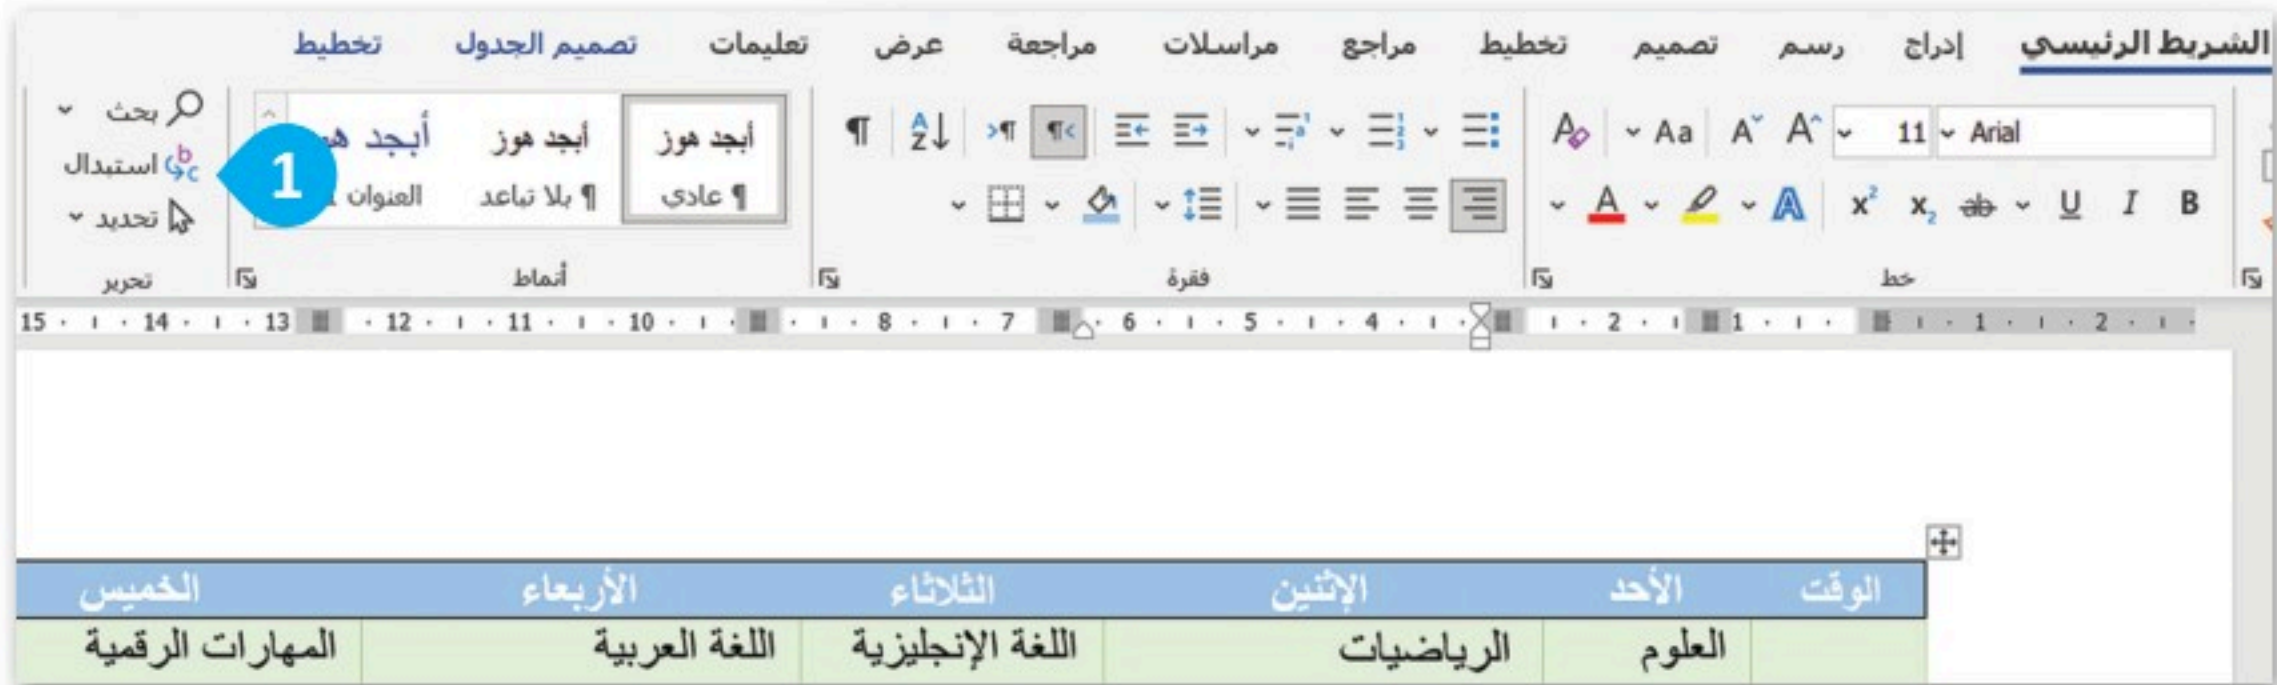 الشريط الرئيسي إدراج رسم تصميم تخطيط مراجع مراسلات مراجعة عرض تعليمات تصميم الجدول تخطيط
Arial 11 A A Aa A
B I U ab x₂ x² A A
خط
¶ ¶ A Z ¶
فقرة
أبجد هوز أبجد هوز أبجد هو
¶ عادي ¶ بلا تباعد العنوان
أنماط
بحث
1
استبدال
تحديد
تحرير
15 14 13 12 11 10 8 7 6 5 4 2 1 1 2
الوقت الأحد الإثنين الثلاثاء الأربعاء الخميس
العلوم الرياضيات اللغة الإنجليزية اللغة العربية المهارات الرقمية